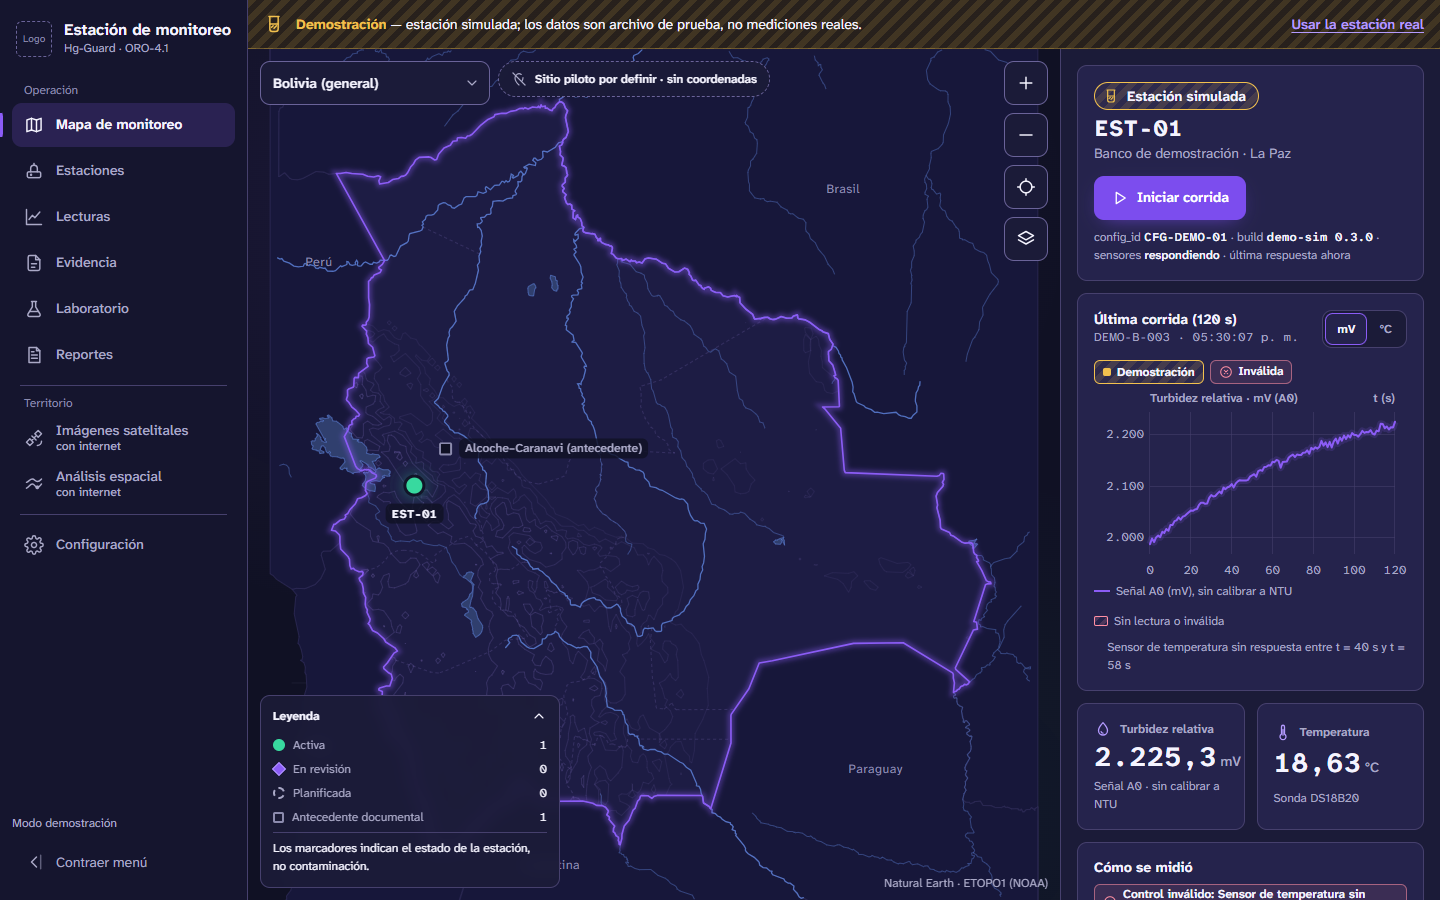 Logo
Estación de monitoreo
Hg-Guard · ORO-4.1
Operación
Mapa de monitoreo
Estaciones
Lecturas
Evidencia
Laboratorio
Reportes
Territorio
Imágenes satelitales
con internet
Análisis espacial
con internet
Configuración
Modo demostración
Contraer menú
Demostración — estación simulada; los datos son archivo de prueba, no mediciones reales.
Usar la estación real
Bolivia (general)
Sitio piloto por definir · sin coordenadas
Brasil
Perú
Alcoche–Caranavi (antecedente)
EST-01
Paraguay
tina
Leyenda
Activa 1
En revisión 0
Planificada 0
Antecedente documental 1
Los marcadores indican el estado de la estación,
no contaminación.
Natural Earth · ETOPO1 (NOAA)
Estación simulada
EST-01
Banco de demostración · La Paz
Iniciar corrida
config_id CFG-DEMO-01 · build demo-sim 0.3.0 ·
sensores respondiendo · última respuesta ahora
Última corrida (120 s)
DEMO-B-003 · 05:30:07 p. m.
mV °C
Demostración Inválida
Turbidez relativa · mV (A0) t (s)
2.200
2.100
2.000
0 20 40 60 80 100 120
Señal A0 (mV), sin calibrar a NTU
Sin lectura o inválida
Sensor de temperatura sin respuesta entre t = 40 s y t =
58 s
Turbidez relativa
2.225,3 mV
Señal A0 · sin calibrar a
NTU
Temperatura
18,63 °C
Sonda DS18B20
Cómo se midió
Control inválido: Sensor de temperatura sin